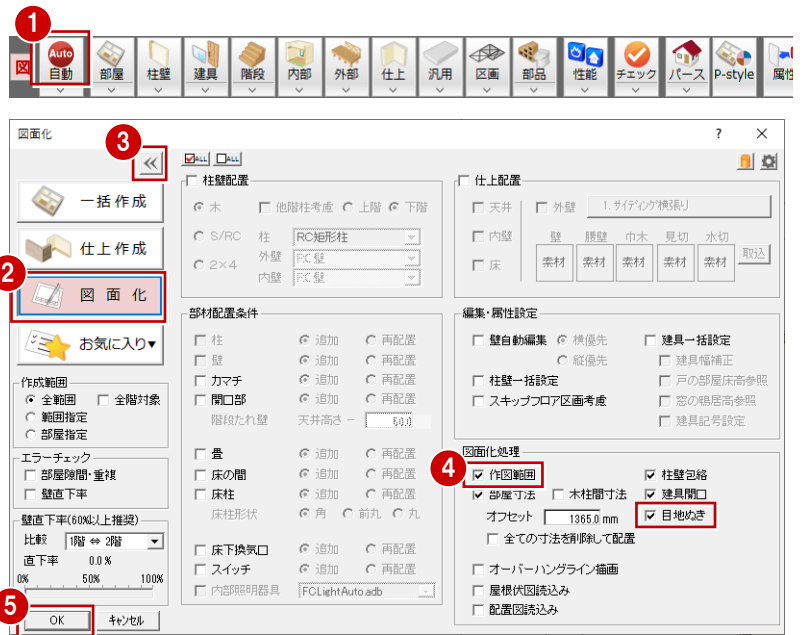 1
図
Auto
自動 部屋 柱壁 建具 階段 内部 外部 仕上 汎用 区画 部品 性能 チェック パース P-style 属性
図面化 ? ×
3
ALL ALL
一括作成
仕上作成
2
図 面 化
お気に入り▼
作成範囲
全範囲 全階対象
範囲指定
部屋指定
エラーチェック
部屋隙間・重複
壁直下率
壁直下率(60%以上推奨)
比較 1階 ⇔ 2階
直下率 0.0 %
0% 50% 100%
5
OK キャンセル
柱壁配置
木 他階柱考慮 上階 下階
S/RC 柱 RC矩形柱
2×4 外壁 RC壁
内壁 RC壁
部材配置条件
柱 追加 再配置
壁 追加 再配置
カマチ 追加 再配置
開口部 追加 再配置
階段たれ壁 天井高さ − 60.0
畳 追加 再配置
床の間 追加 再配置
床柱 追加 再配置
床柱形状 角 前丸 丸
床下換気口 追加 再配置
スイッチ 追加 再配置
内部照明器具 FCLightAuto.adb
仕上配置
天井 外壁 1. サイディング横張り
内壁 壁 腰壁 巾木 見切 水切
床 素材 素材 素材 素材 素材 取込
編集・属性設定
壁自動編集 横優先 建具一括設定
縦優先 建具幅補正
柱壁一括設定 戸の部屋床高参照
スキップフロア区画考慮 窓の鴨居高参照
建具記号設定
図面化処理
4
作図範囲 柱壁包絡
部屋寸法 木柱間寸法 建具開口
オフセット 1365.0 mm 目地ぬき
全ての寸法を削除して配置
オーバーハングライン描画
屋根伏図読込み
配置図読込み